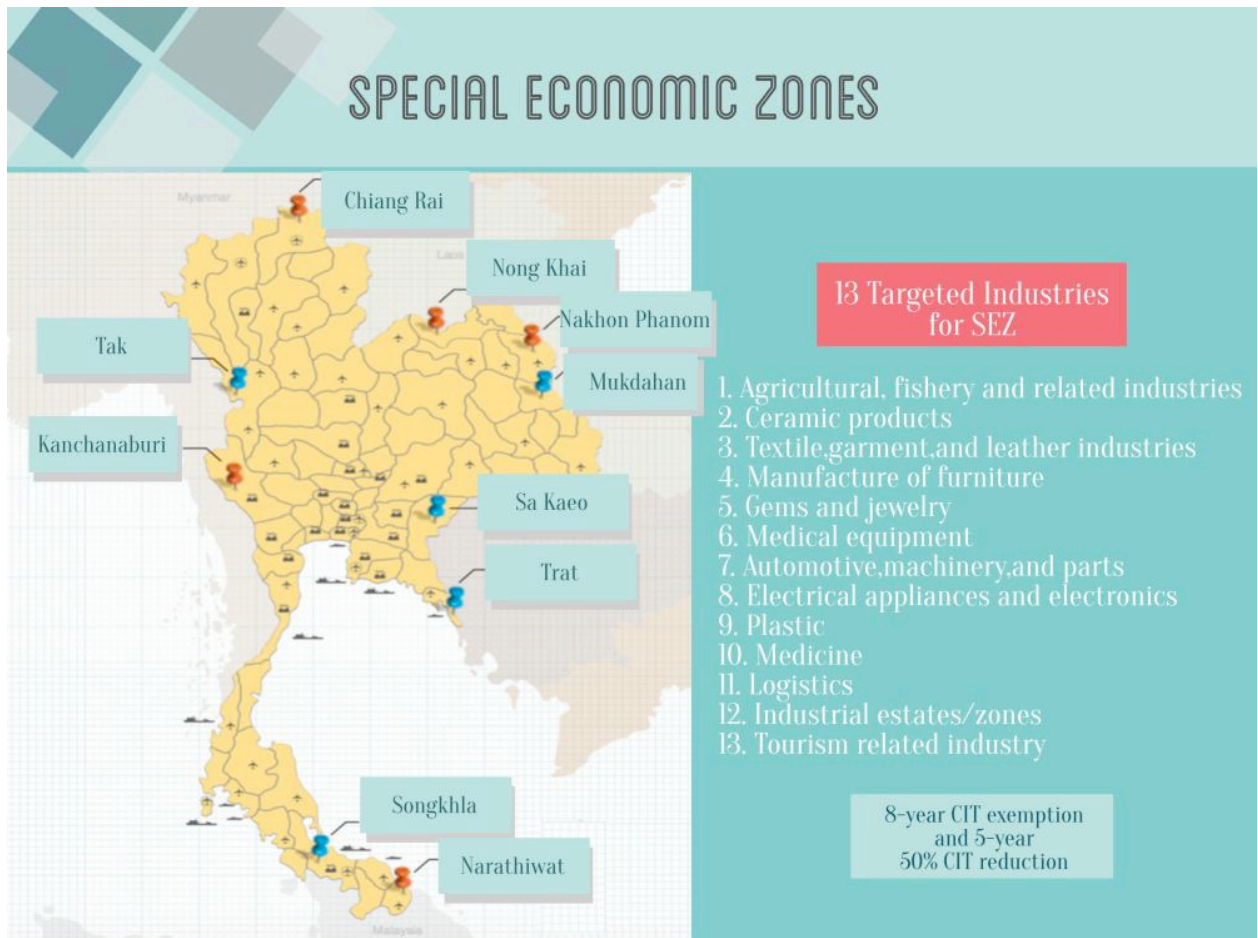 SPECIAL ECONOMIC ZONES
Myanmar
Chiang Rai
Laos
Nong Khai
Nakhon Phanom
Tak
Mukdahan
Kanchanaburi
Sa Kaeo
Trat
Songkhla
Narathiwat
Malaysia
13 Targeted Industries
for SEZ
1. Agricultural, fishery and related industries
2. Ceramic products
3. Textile,garment,and leather industries
4. Manufacture of furniture
5. Gems and jewelry
6. Medical equipment
7. Automotive,machinery,and parts
8. Electrical appliances and electronics
9. Plastic
10. Medicine
11. Logistics
12. Industrial estates/zones
13. Tourism related industry
8-year CIT exemption
and 5-year
50% CIT reduction